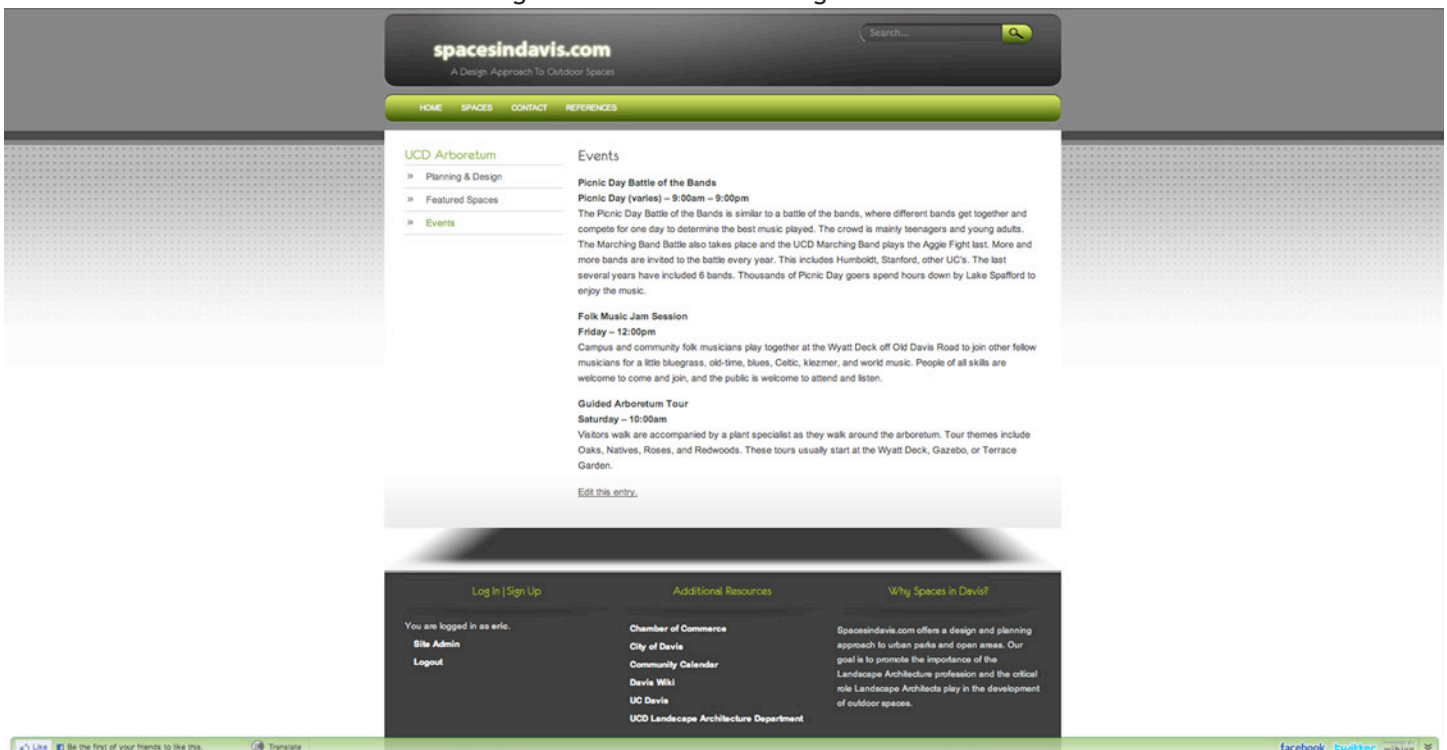 spacesindavis.com
A Design Approach To Outdoor Spaces
Search...
HOME SPACES CONTACT REFERENCES
UCD Arboretum
» Planning & Design
» Featured Spaces
» Events
Events
Picnic Day Battle of the Bands
Picnic Day (varies) – 9:00am – 9:00pm
The Picnic Day Battle of the Bands is similar to a battle of the bands, where different bands get together and
compete for one day to determine the best music played. The crowd is mainly teenagers and young adults.
The Marching Band Battle also takes place and the UCD Marching Band plays the Aggie Fight last. More and
more bands are invited to the battle every year. This includes Humboldt, Stanford, other UC's. The last
several years have included 6 bands. Thousands of Picnic Day goers spend hours down by Lake Spafford to
enjoy the music.
Folk Music Jam Session
Friday – 12:00pm
Campus and community folk musicians play together at the Wyatt Deck off Old Davis Road to join other fellow
musicians for a little bluegrass, old-time, blues, Celtic, klezmer, and world music. People of all skills are
welcome to come and join, and the public is welcome to attend and listen.
Guided Arboretum Tour
Saturday – 10:00am
Visitors walk are accompanied by a plant specialist as they walk around the arboretum. Tour themes include
Oaks, Natives, Roses, and Redwoods. These tours usually start at the Wyatt Deck, Gazebo, or Terrace
Garden.
Edit this entry.
Log In | Sign Up
You are logged in as eric.
Site Admin
Logout
Additional Resources
Chamber of Commerce
City of Davis
Community Calendar
Davis Wiki
UC Davis
UCD Landscape Architecture Department
Why Spaces in Davis?
Spacesindavis.com offers a design and planning
approach to urban parks and open areas. Our
goal is to promote the importance of the
Landscape Architecture profession and the critical
role Landscape Architects play in the development
of outdoor spaces.
Like Be the first of your friends to like this. Translate
facebook twitter